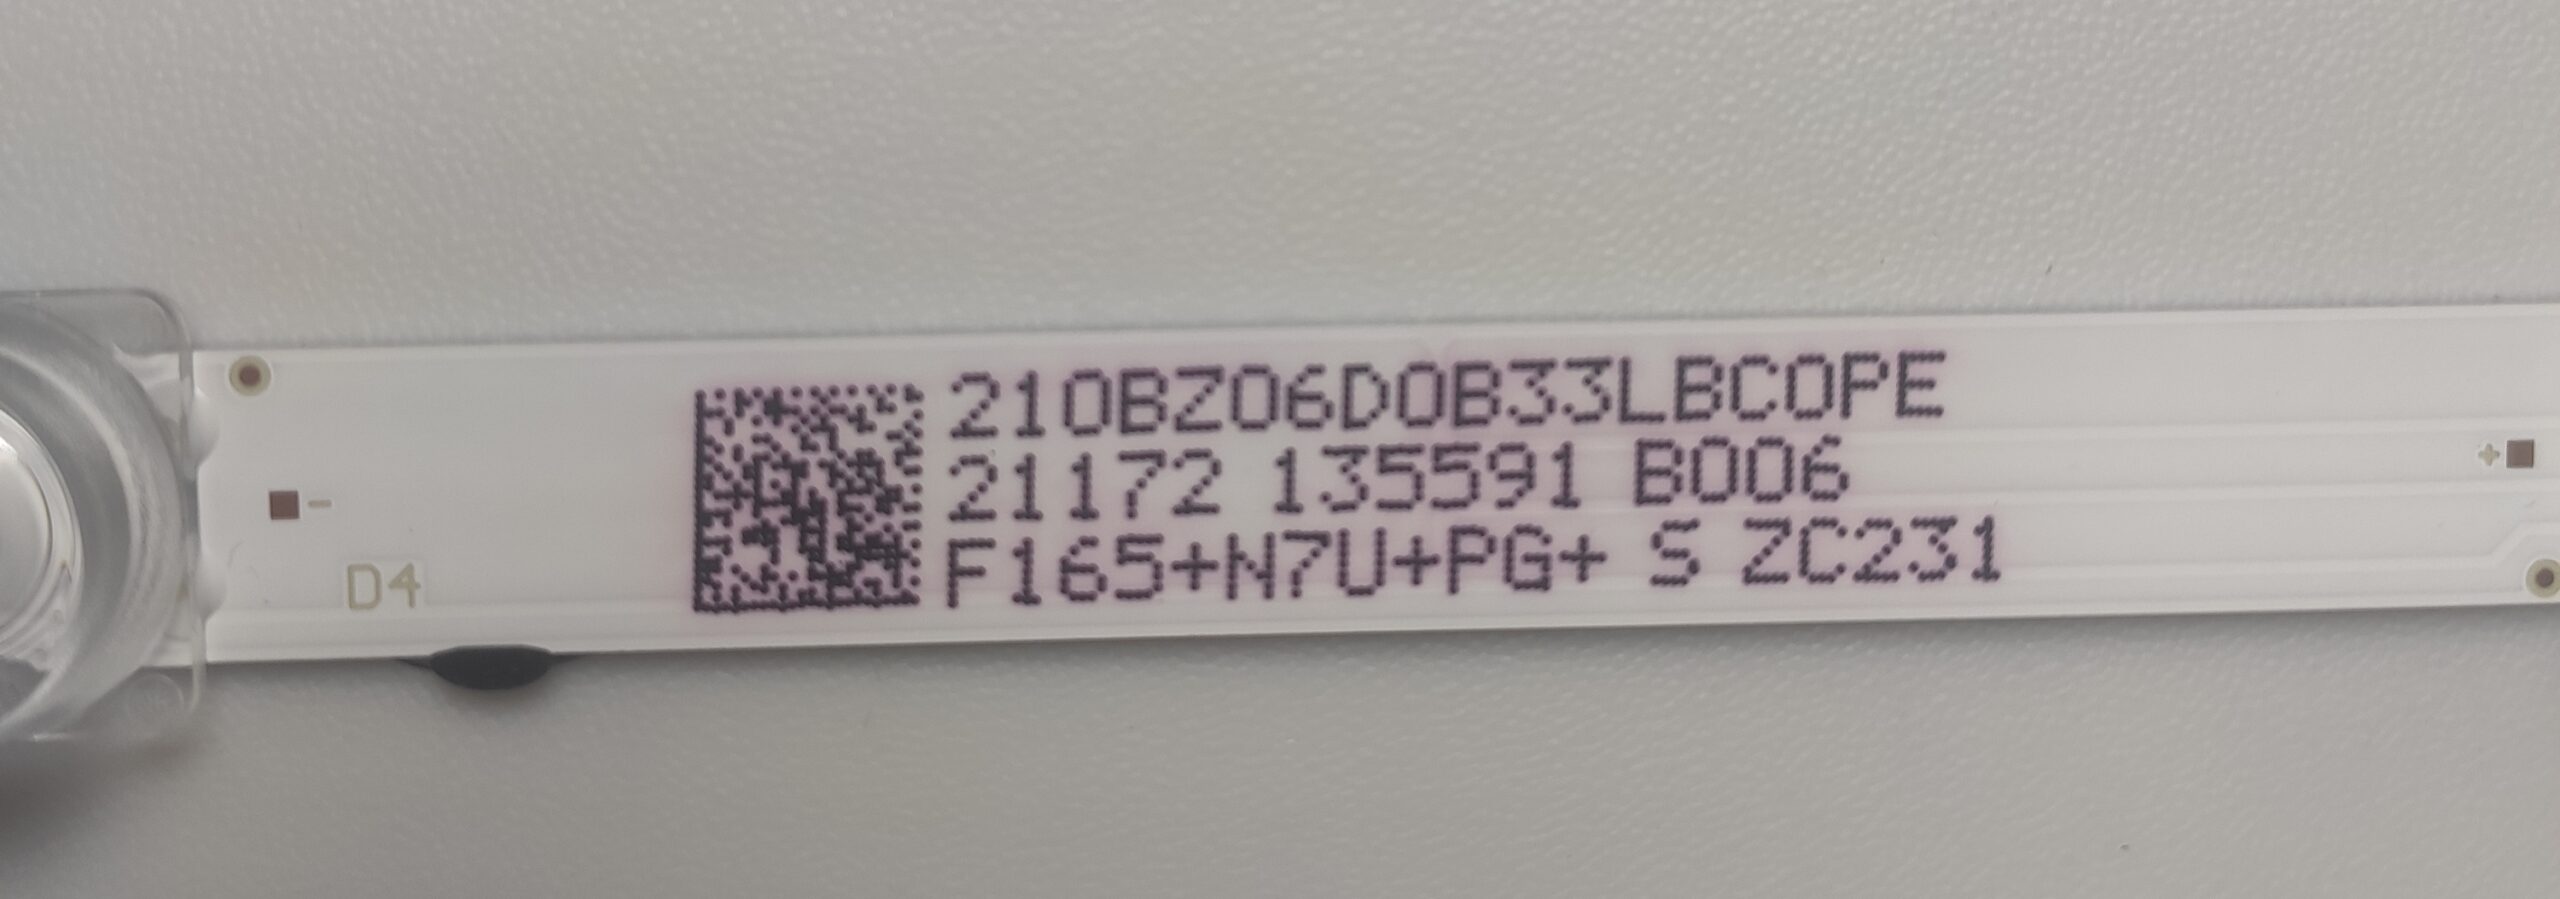 210BZ06D0B33LBC0PE
21172 135591 B006
F165+N7U+PG+ S ZC231
D4